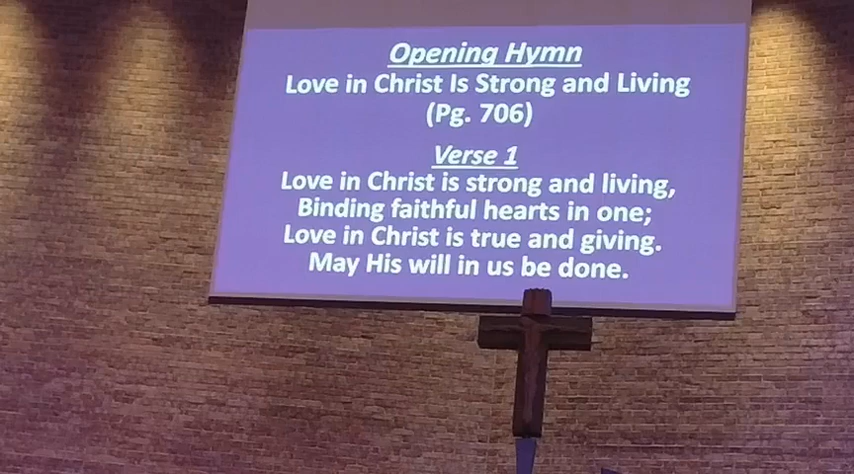 Opening Hymn
Love in Christ Is Strong and Living
(Pg. 706)
Verse 1
Love in Christ is strong and living,
Binding faithful hearts in one;
Love in Christ is true and giving.
May His will in us be done.